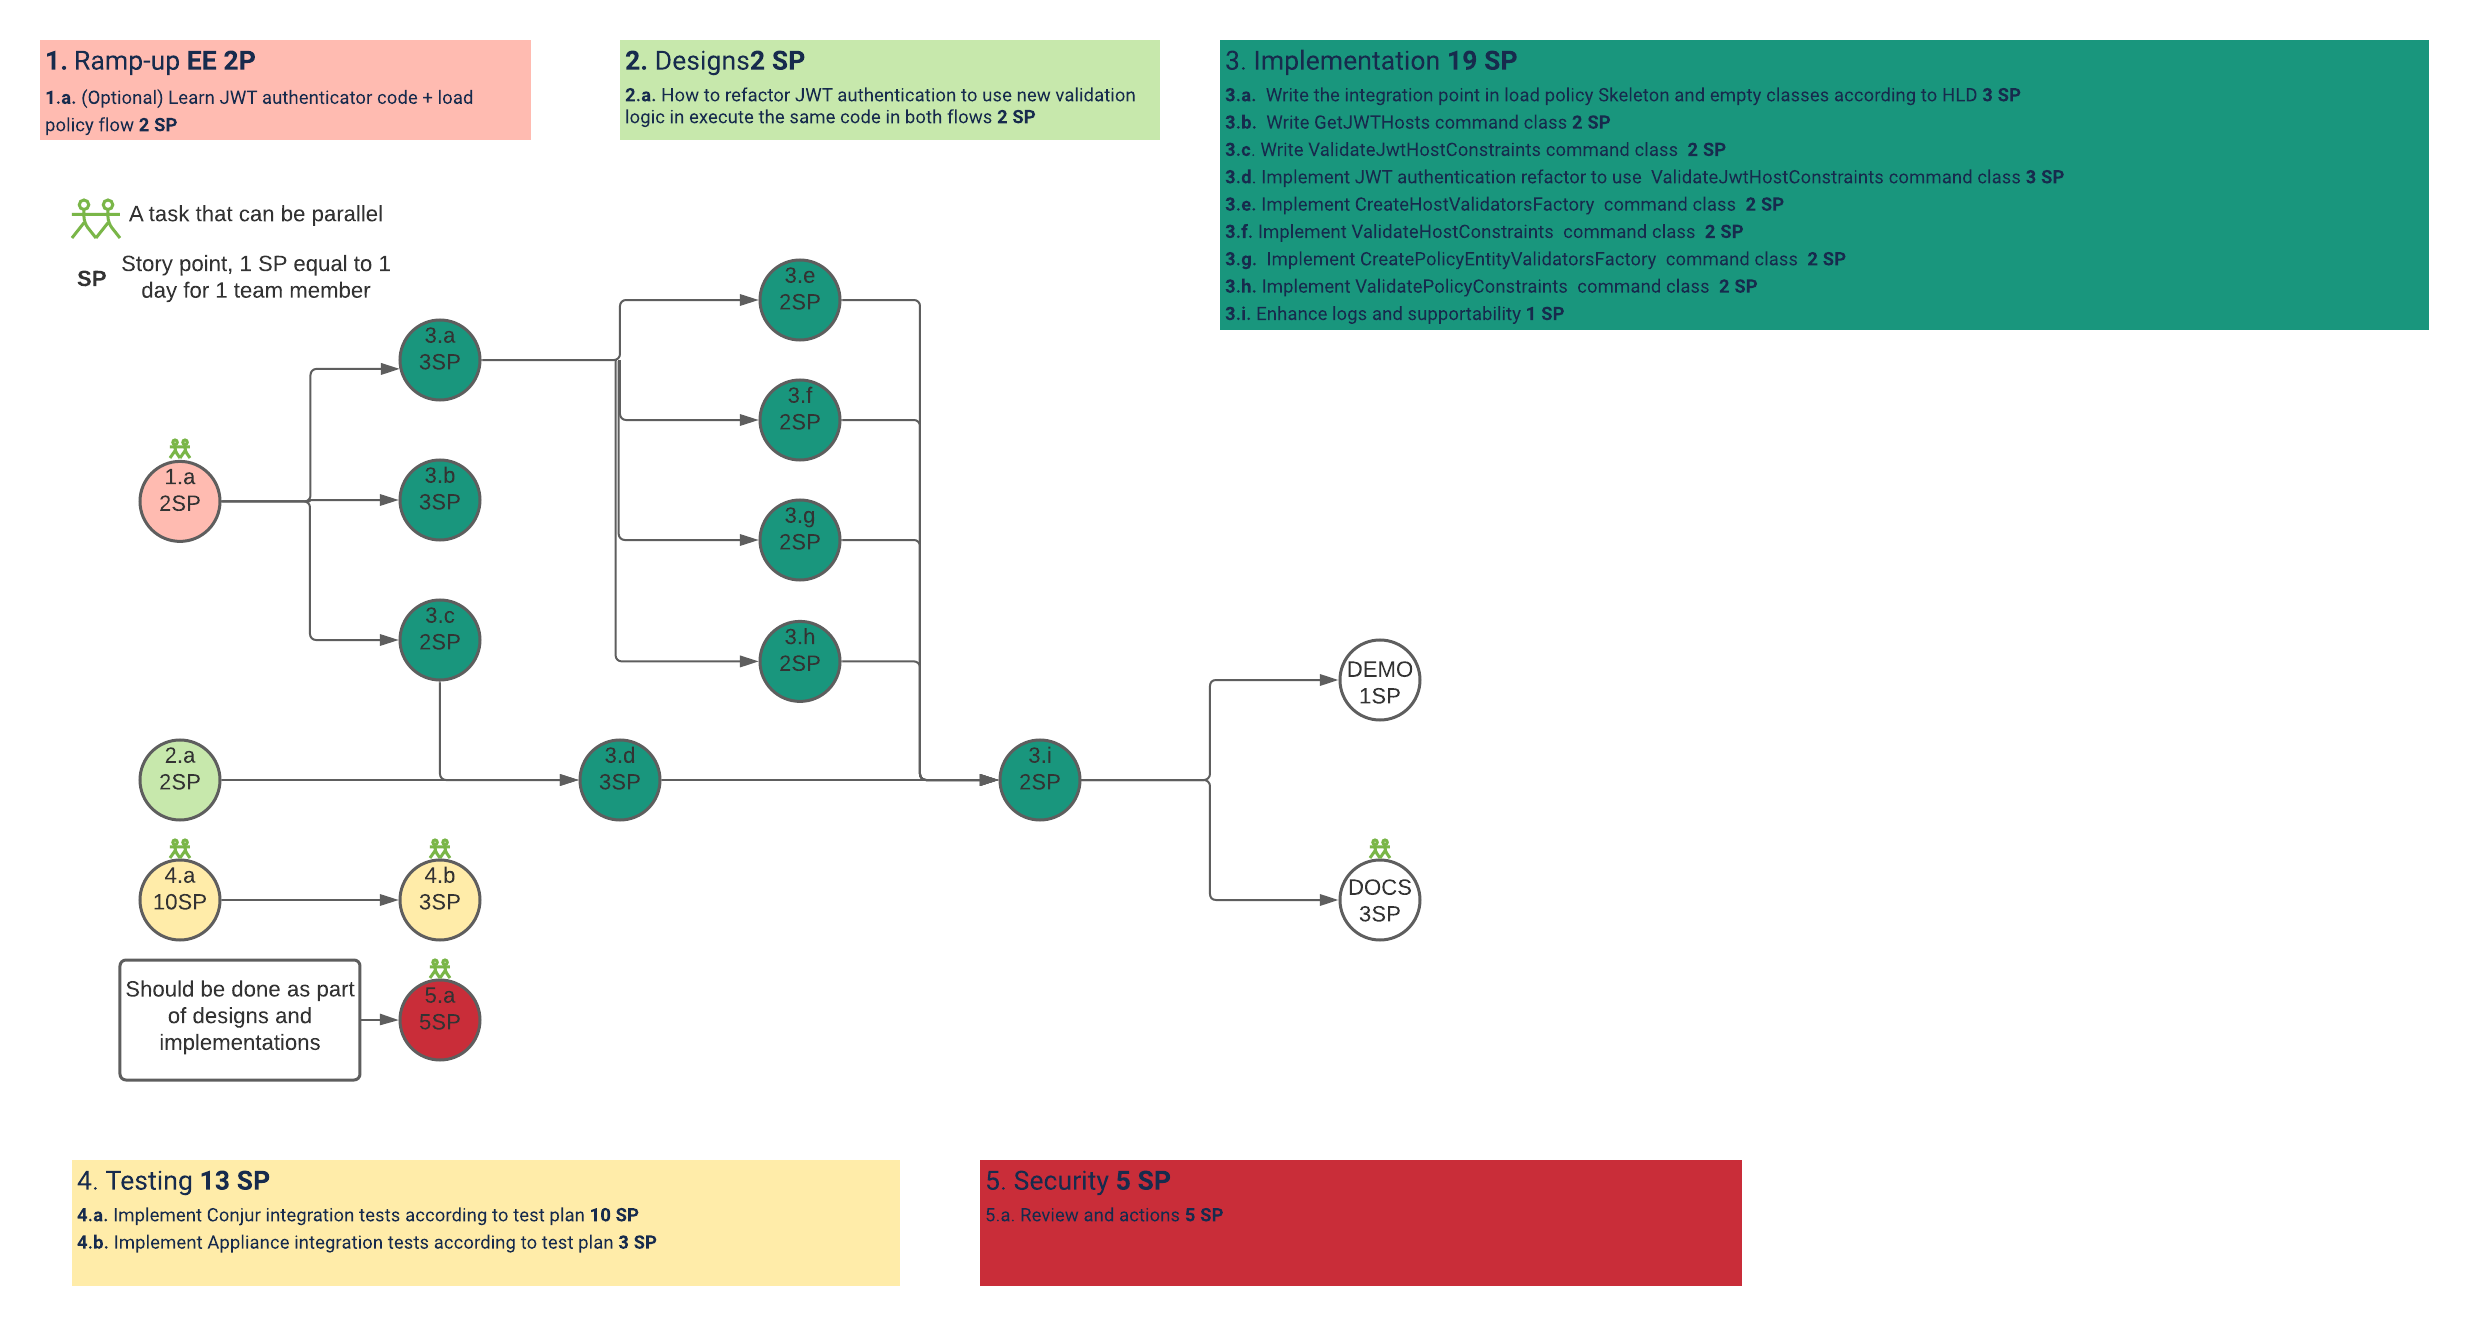 1. Ramp-up EE 2P
1.a. (Optional) Learn JWT authenticator code + load
policy flow 2 SP
2. Designs2 SP
2.a. How to refactor JWT authentication to use new validation
logic in execute the same code in both flows 2 SP
3. Implementation 19 SP
3.a. Write the integration point in load policy Skeleton and empty classes according to HLD 3 SP
3.b. Write GetJWTHosts command class 2 SP
3.c. Write ValidateJwtHostConstraints command class 2 SP
3.d. Implement JWT authentication refactor to use ValidateJwtHostConstraints command class 3 SP
3.e. Implement CreateHostValidatorsFactory command class 2 SP
3.f. Implement ValidateHostConstraints command class 2 SP
3.g. Implement CreatePolicyEntityValidatorsFactory command class 2 SP
3.h. Implement ValidatePolicyConstraints command class 2 SP
3.i. Enhance logs and supportability 1 SP
A task that can be parallel
SP
Story point, 1 SP equal to 1
day for 1 team member
1.a
2SP
3.a
3SP
3.b
3SP
3.c
2SP
3.e
2SP
3.f
2SP
3.g
2SP
3.h
2SP
2.a
2SP
3.d
3SP
3.i
2SP
DEMO
1SP
DOCS
3SP
4.a
10SP
4.b
3SP
Should be done as part
of designs and
implementations
5.a
5SP
4. Testing 13 SP
4.a. Implement Conjur integration tests according to test plan 10 SP
4.b. Implement Appliance integration tests according to test plan 3 SP
5. Security 5 SP
5.a. Review and actions 5 SP